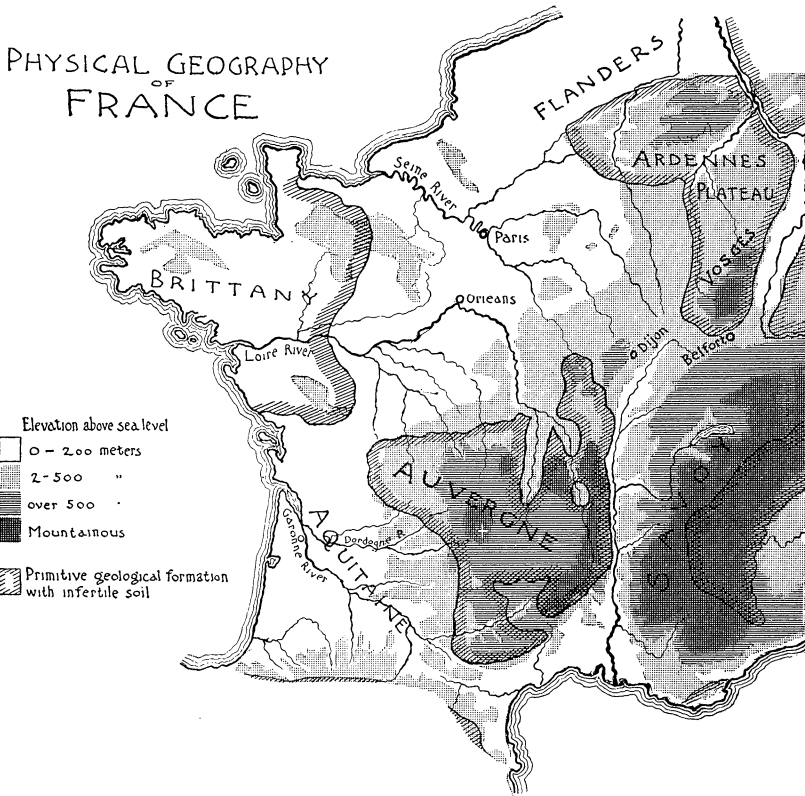 PHYSICAL GEOGRAPHY
OF
FRANCE
FLANDERS
ARDENNES
PLATEAU
VOSGES
Seine River
Paris
BRITTANY
Orleans
Loire River
Dijon
Belfort
Elevation above sea level
0 - 200 meters
2-500 "
over 500 "
Mountainous
Primitive geological formation
with infertile soil
AUVERGNE
SAVOY
AQUITAINE
Garonne River
Dordogne R.